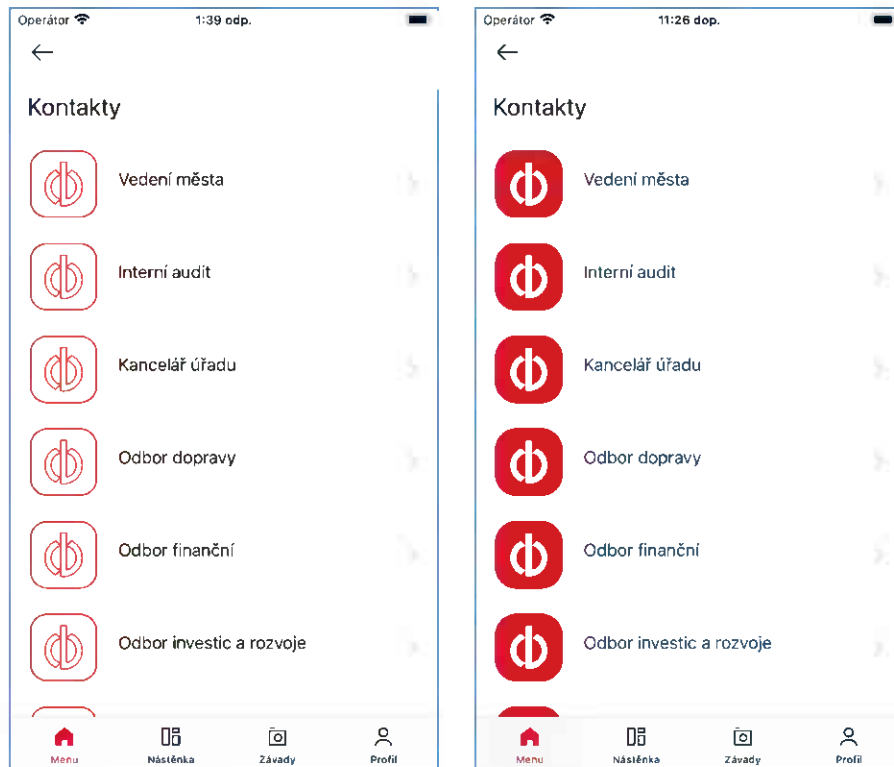 Operátor 1:39 odp.
Kontakty
Vedení města
Interní audit
Kancelář úřadu
Odbor dopravy
Odbor finanční
Odbor investic a rozvoje
Menu Nástěnka Závady Profil
Operátor 11:26 dop.
Kontakty
Vedení města
Interní audit
Kancelář úřadu
Odbor dopravy
Odbor finanční
Odbor investic a rozvoje
Menu Nástěnka Závady Profil